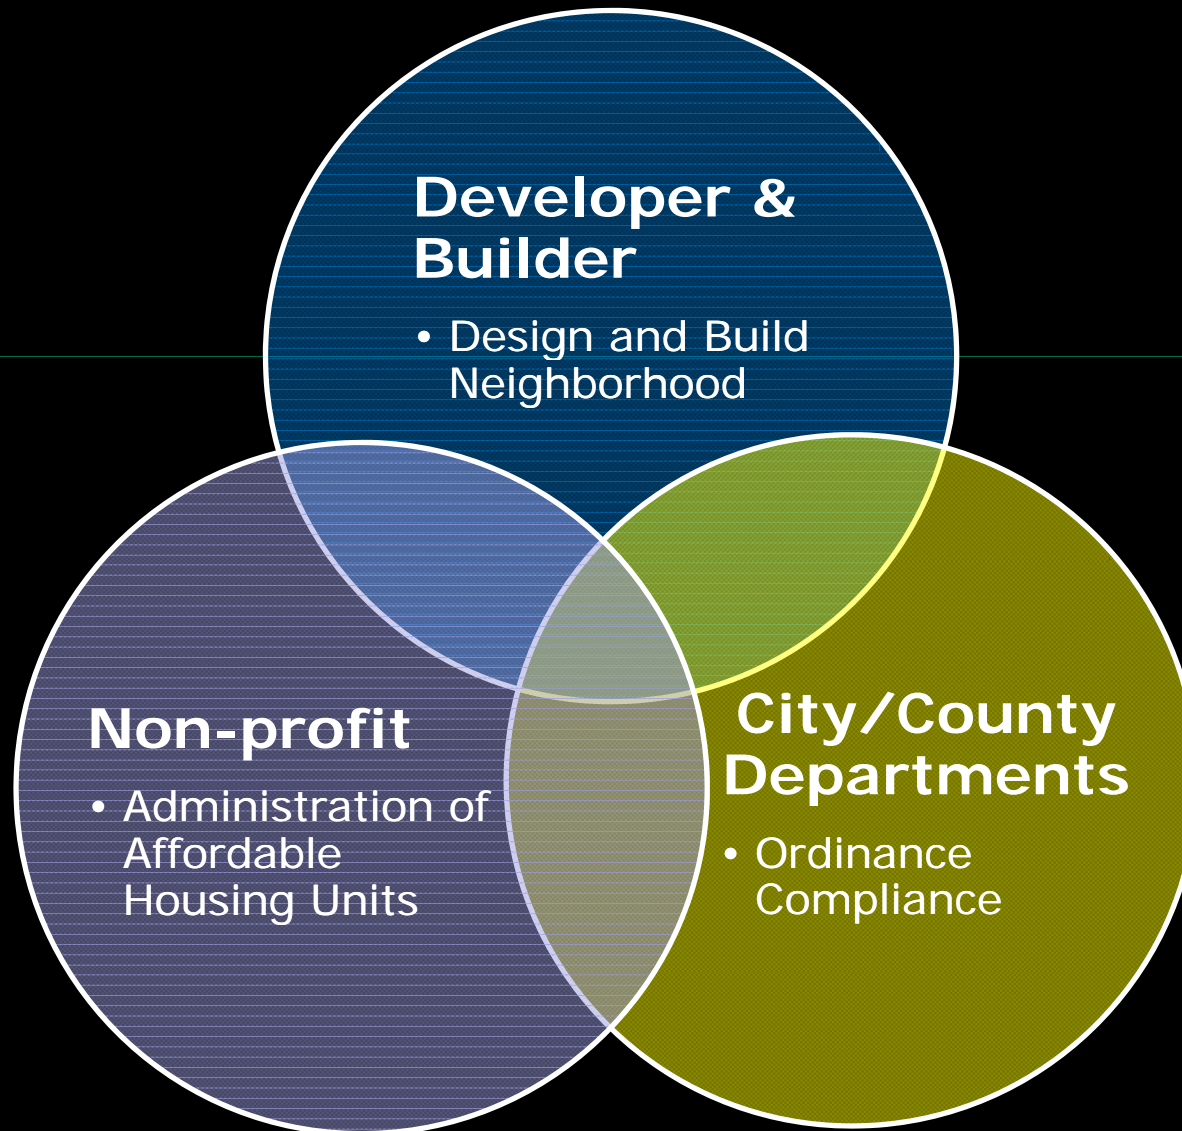 Developer &
Builder
• Design and Build
Neighborhood
Non-profit
• Administration of
Affordable
Housing Units
City/County
Departments
• Ordinance
Compliance